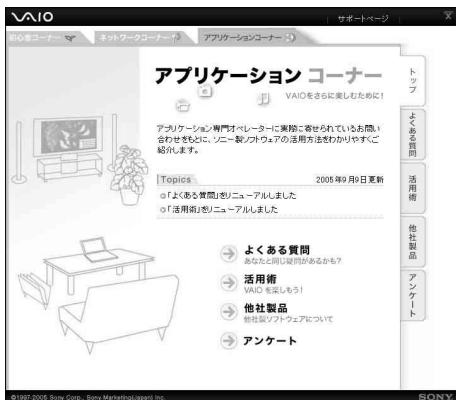 VAIO
サポートページ
X
初心者コーナー
ネットワークコーナー
アプリケーションコーナー
アプリケーション コーナー
VAIOをさらに楽しむために!
アプリケーション専門オペレーターに実際に寄せられているお問い
合わせをもとに、ソニー製ソフトウェアの活用方法をわかりやすくご
紹介します。
Topics
2005年9月9日更新
「よくある質問」をリニューアルしました
「活用術」をリニューアルしました
よくある質問
あなたと同じ疑問があるかも?
活用術
VAIO を楽しもう!
他社製品
他社製ソフトウェアについて
アンケート
トップ
よくある質問
活用術
他社製品
アンケート
©1997-2005 Sony Corp., Sony Marketing(Japan) Inc.
SONY